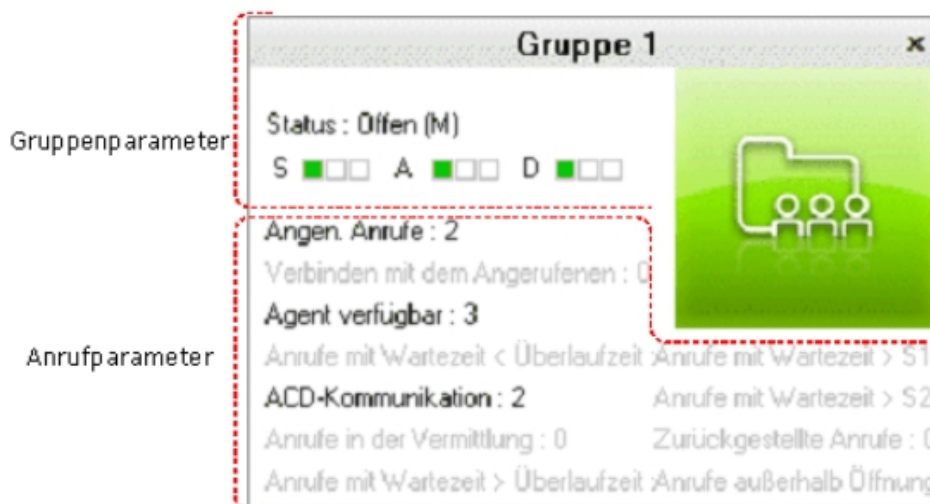 Gruppe 1 ×
Gruppenparameter
Status : Offen (M)
S A D
Anrufparameter
Angen. Anrufe : 2
Verbinden mit dem Angerufenen : 0
Agent verfügbar : 3
Anrufe mit Wartezeit < Überlaufzeit : Anrufe mit Wartezeit > S1
ACD-Kommunikation : 2 Anrufe mit Wartezeit > S2
Anrufe in der Vermittlung : 0 Zurückgestellte Anrufe : 0
Anrufe mit Wartezeit > Überlaufzeit : Anrufe außerhalb Öffnung